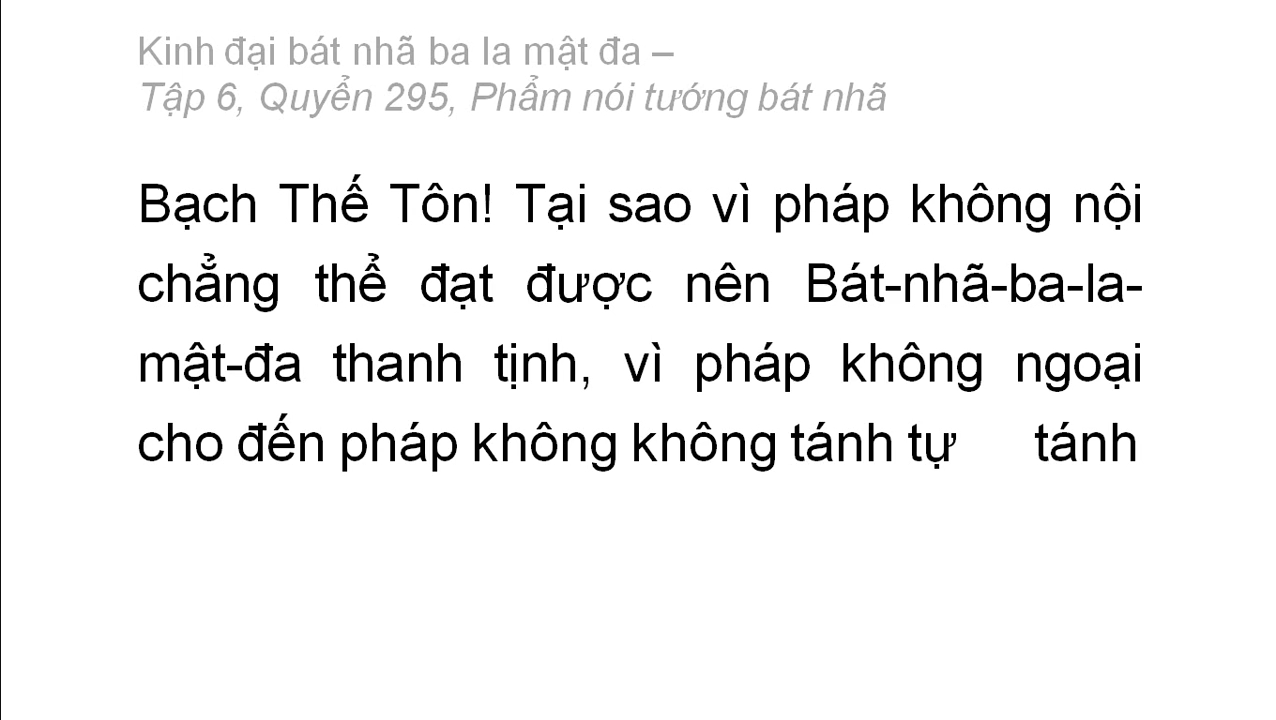 Kinh đại bát nhã ba la mật đa –
Tập 6, Quyển 295, Phẩm nói tướng bát nhã
Bạch Thế Tôn! Tại sao vì pháp không nội
chẳng thể đạt được nên Bát-nhã-ba-la-
mật-đa thanh tịnh, vì pháp không ngoại
cho đến pháp không không tánh tự tánh